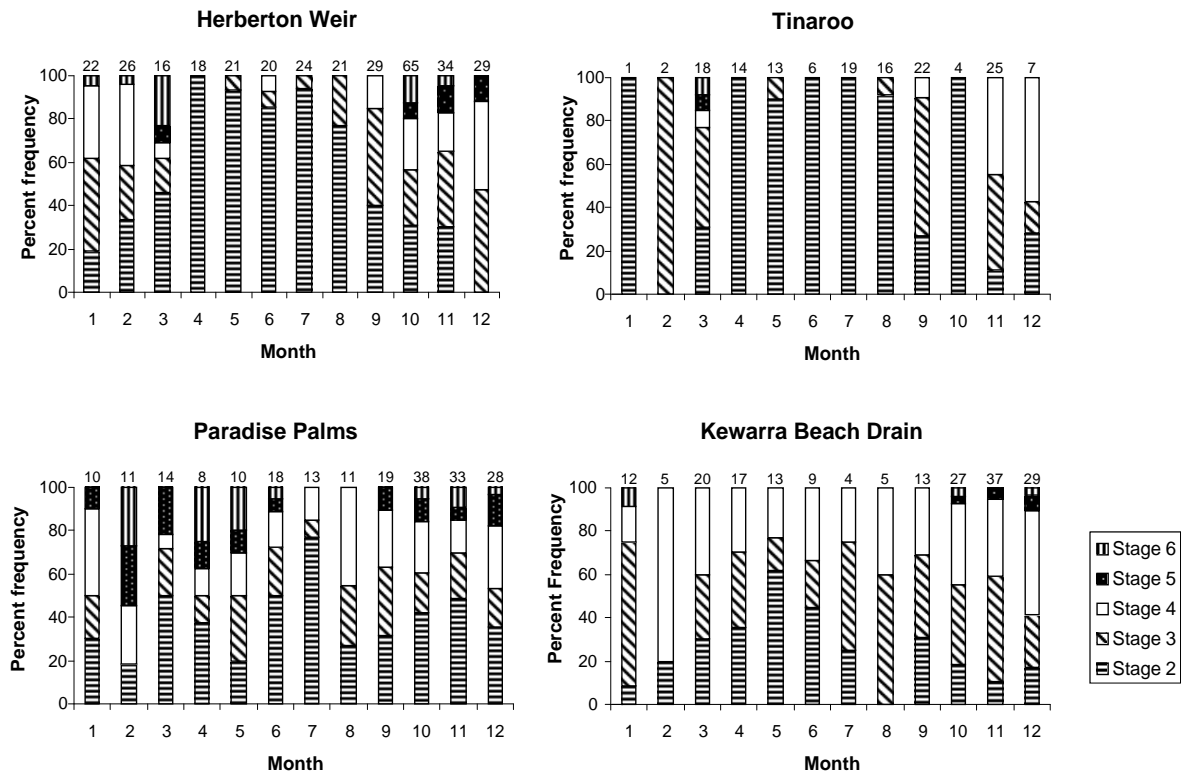 Herberton Weir
22 26 16 18 21 20 24 21 29 65 34 29
100
80
60
40
20
0
Percent frequency
1 2 3 4 5 6 7 8 9 10 11 12
Month
Tinaroo
1 2 18 14 13 6 19 16 22 4 25 7
100
80
60
40
20
0
Percent frequency
1 2 3 4 5 6 7 8 9 10 11 12
Month
Paradise Palms
10 11 14 8 10 18 13 11 19 38 33 28
100
80
60
40
20
0
Percent frequency
1 2 3 4 5 6 7 8 9 10 11 12
Month
Kewarra Beach Drain
12 5 20 17 13 9 4 5 13 27 37 29
100
80
60
40
20
0
Percent Frequency
1 2 3 4 5 6 7 8 9 10 11 12
Month
Stage 6
Stage 5
Stage 4
Stage 3
Stage 2